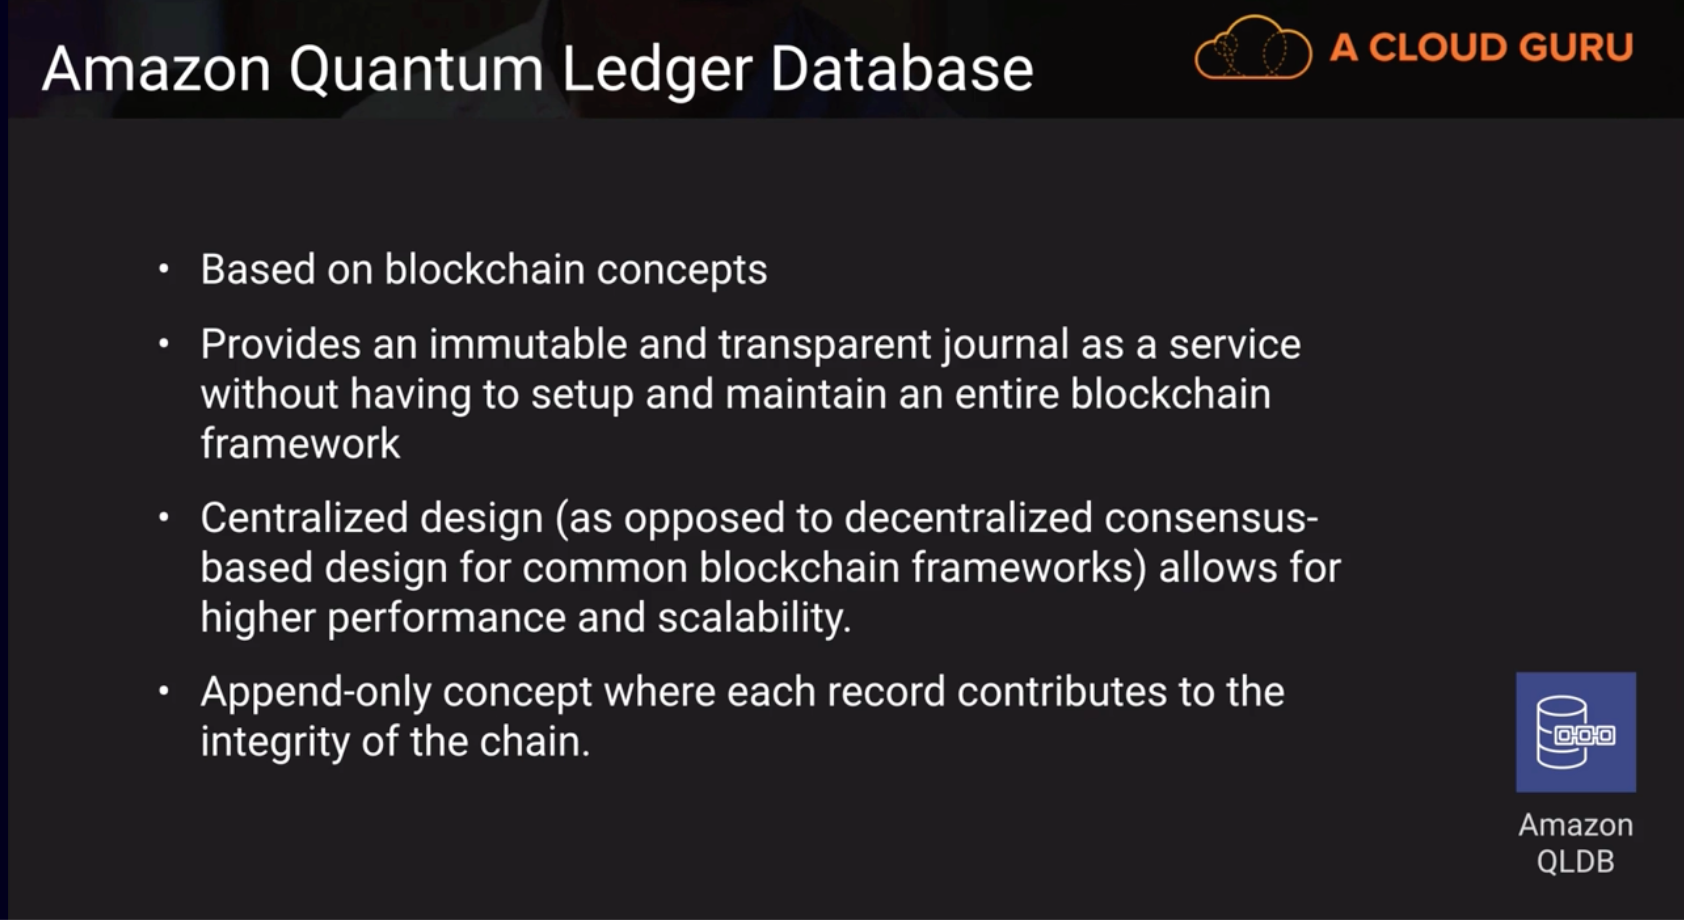 Amazon Quantum Ledger Database
A CLOUD GURU
• Based on blockchain concepts
• Provides an immutable and transparent journal as a service
without having to setup and maintain an entire blockchain
framework
• Centralized design (as opposed to decentralized consensus-
based design for common blockchain frameworks) allows for
higher performance and scalability.
• Append-only concept where each record contributes to the
integrity of the chain.
Amazon
QLDB